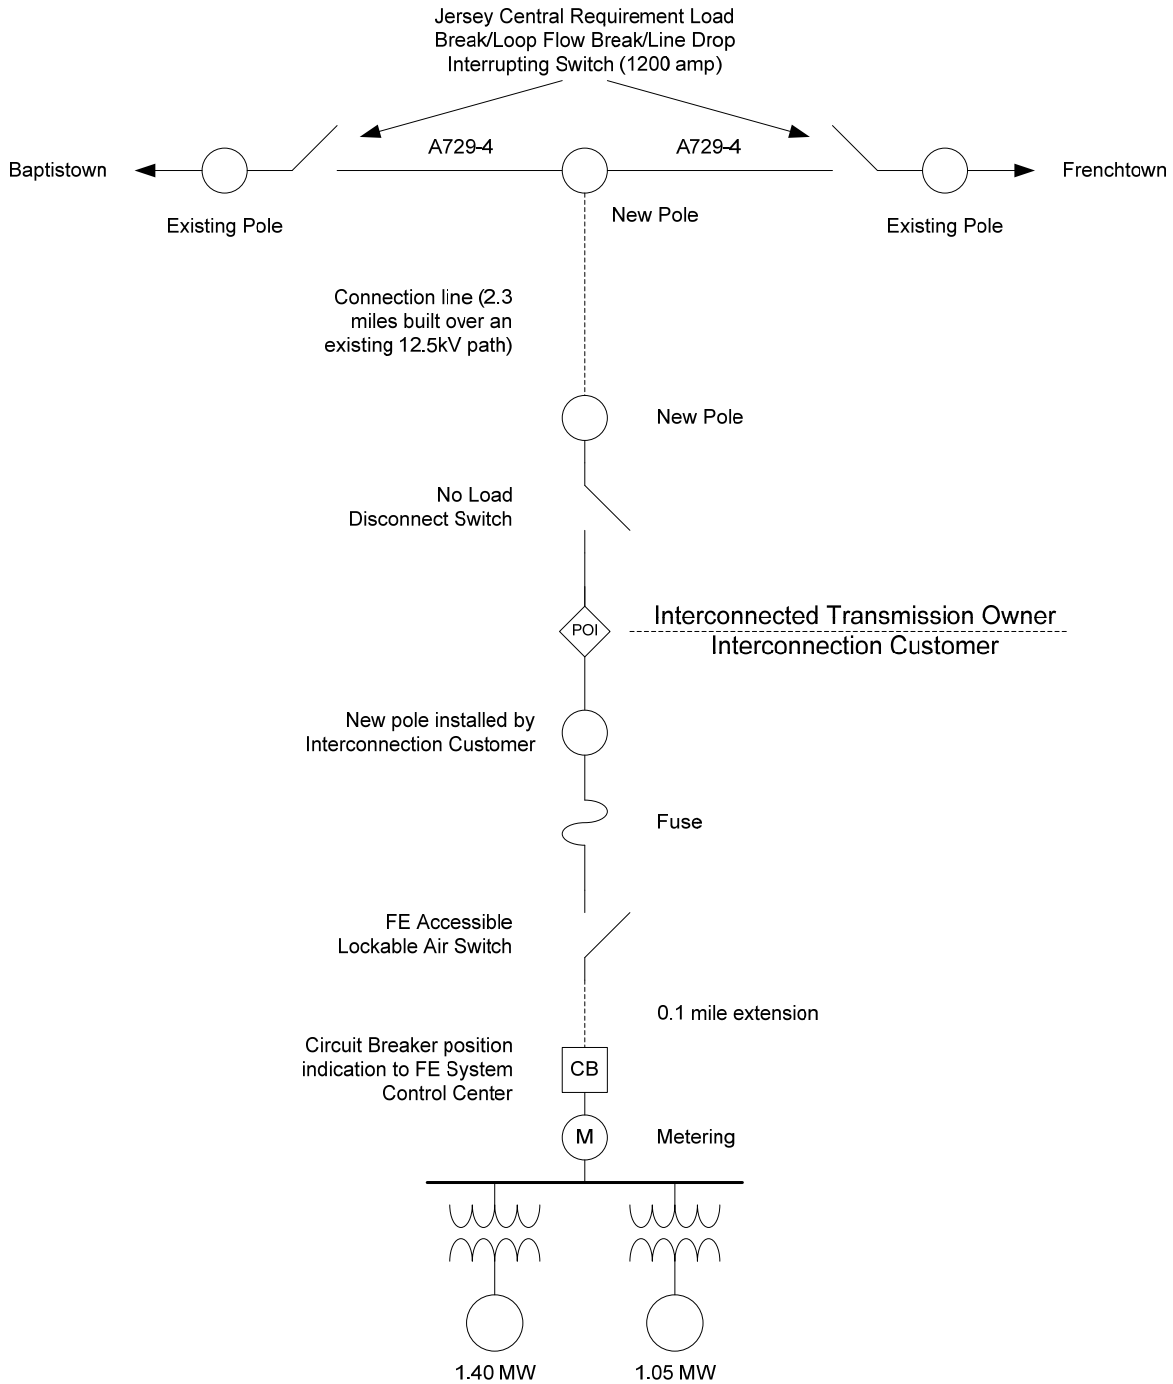 Jersey Central Requirement Load
Break/Loop Flow Break/Line Drop
Interrupting Switch (1200 amp)
A729-4
A729-4
Baptistown
Frenchtown
Existing Pole
New Pole
Existing Pole
Connection line (2.3
miles built over an
existing 12.5kV path)
New Pole
No Load
Disconnect Switch
POI
Interconnected Transmission Owner
Interconnection Customer
New pole installed by
Interconnection Customer
Fuse
FE Accessible
Lockable Air Switch
0.1 mile extension
Circuit Breaker position
indication to FE System
Control Center
CB
M
Metering
1.40 MW
1.05 MW